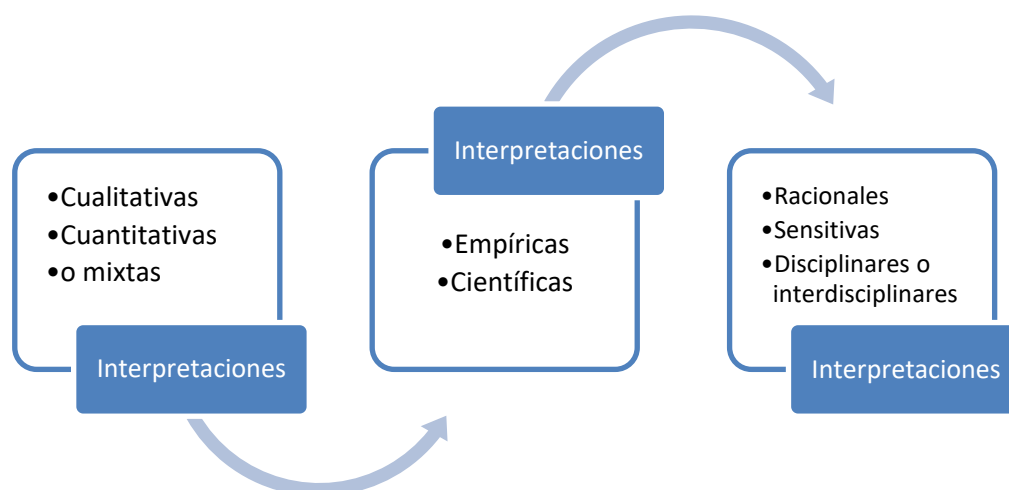 •Cualitativas
•Cuantitativas
•o mixtas
Interpretaciones
Interpretaciones
•Empíricas
•Científicas
•Racionales
•Sensitivas
•Disciplinares o
interdisciplinares
Interpretaciones